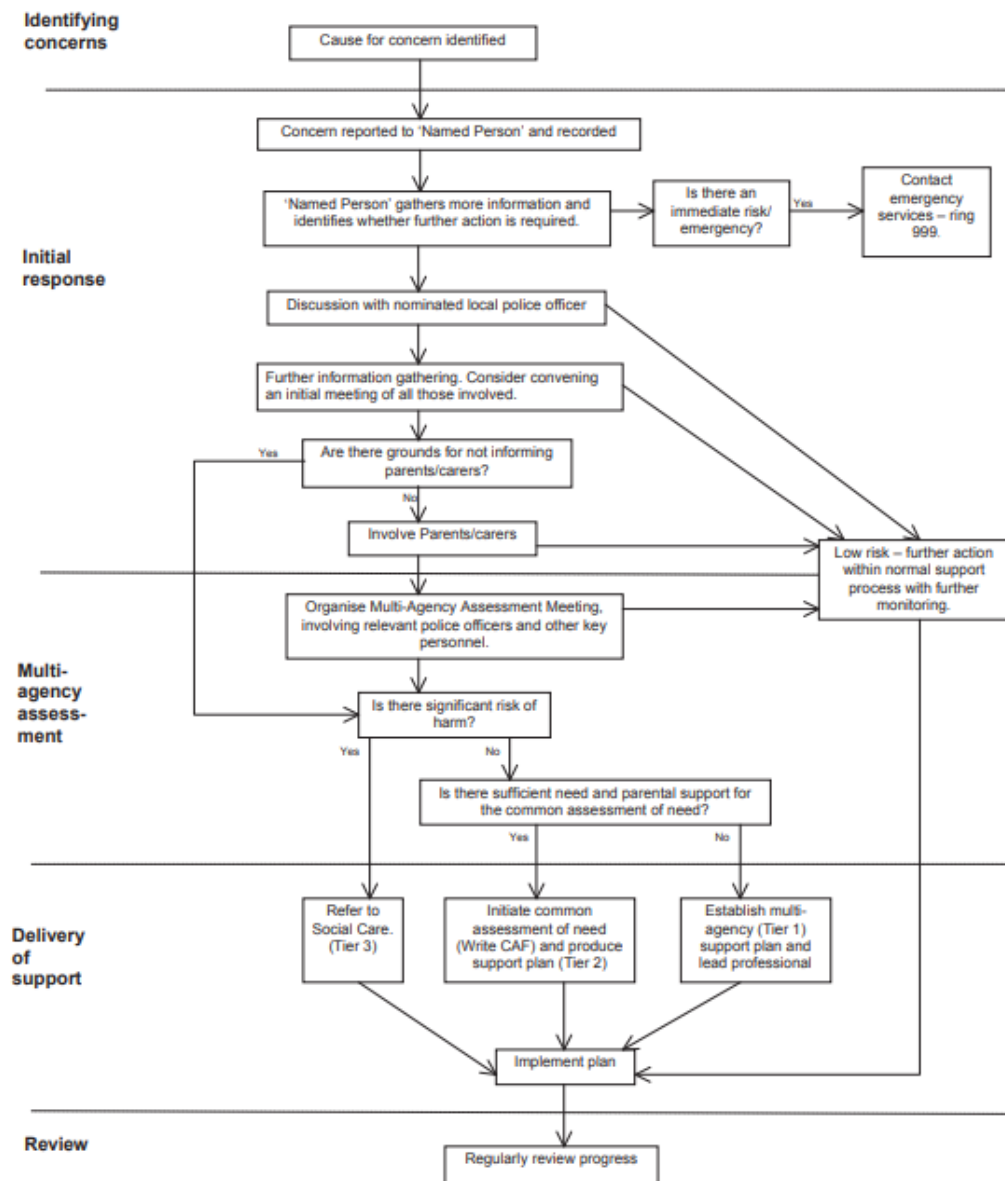 Identifying
concerns
Cause for concern identified
Concern reported to ‘Named Person’ and recorded
‘Named Person’ gathers more information and
identifies whether further action is required.
Is there an
immediate risk/
emergency?
Yes
Contact
emergency
services – ring
999.
Initial
response
Discussion with nominated local police officer
Further information gathering. Consider convening
an initial meeting of all those involved.
Yes
Are there grounds for not informing
parents/carers?
No
Involve Parents/carers
Low risk – further action
within normal support
process with further
monitoring.
Organise Multi-Agency Assessment Meeting,
involving relevant police officers and other key
personnel.
Multi-
agency
assess-
ment
Is there significant risk of
harm?
Yes
No
Is there sufficient need and parental support for
the common assessment of need?
Yes
No
Delivery
of
support
Refer to
Social Care.
(Tier 3)
Initiate common
assessment of need
(Write CAF) and produce
support plan (Tier 2)
Establish multi-
agency (Tier 1)
support plan and
lead professional
Implement plan
Review
Regularly review progress